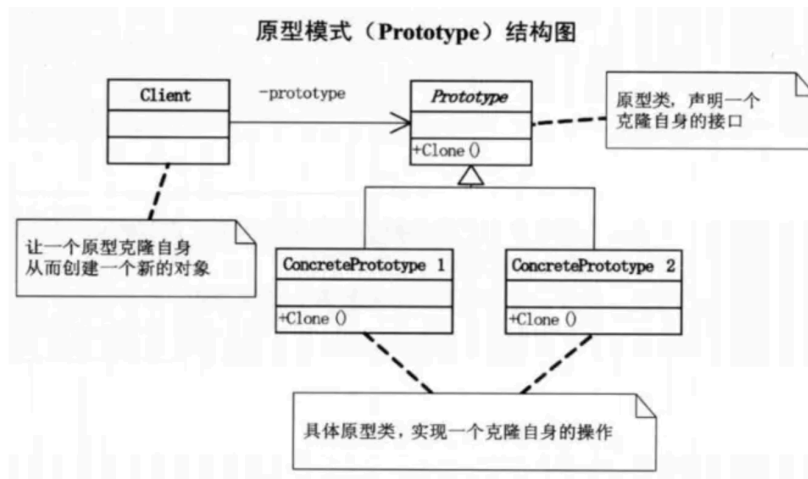 原型模式（Prototype）结构图
Client
-prototype
Prototype
+Clone()
原型类，声明一个
克隆自身的接口
让一个原型克隆自身
从而创建一个新的对象
ConcretePrototype 1
+Clone()
ConcretePrototype 2
+Clone()
具体原型类，实现一个克隆自身的操作